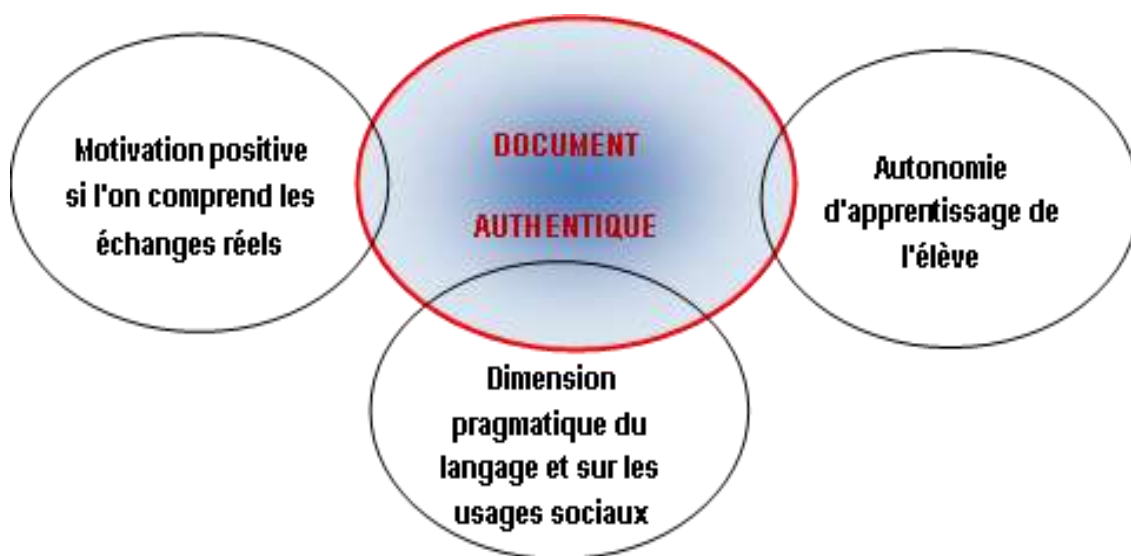 Motivation positive
si l'on comprend les
échanges réels
DOCUMENT
AUTHENTIQUE
Autonomie
d'apprentissage de
l'élève
Dimension
pragmatique du
langage et sur les
usages sociaux